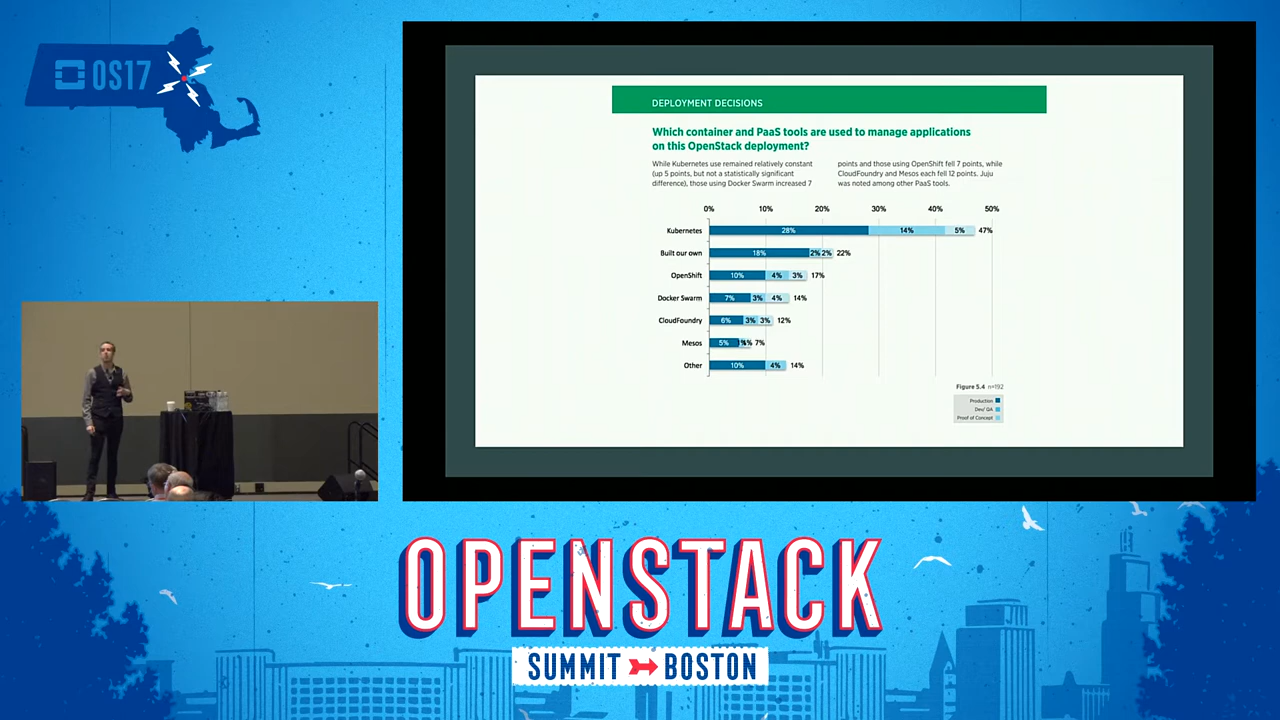 OS17
DEPLOYMENT DECISIONS
Which container and PaaS tools are used to manage applications
on this OpenStack deployment?
While Kubernetes use remained relatively constant
(up 5 points, but not a statistically significant
difference), those using Docker Swarm increased 7
points and those using OpenShift fell 7 points, while
CloudFoundry and Mesos each fell 12 points. Juju
was noted among other PaaS tools.
0% 10% 20% 30% 40% 50%
Kubernetes 28% 14% 5% 47%
Built our own 18% 2% 2% 22%
OpenShift 10% 4% 3% 17%
Docker Swarm 7% 3% 4% 14%
CloudFoundry 6% 3% 3% 12%
Mesos 5% 7%
Other 10% 4% 14%
Figure 5.4 n=192
Production
Dev/ QA
Proof of Concept
OPENSTACK
SUMMIT BOSTON